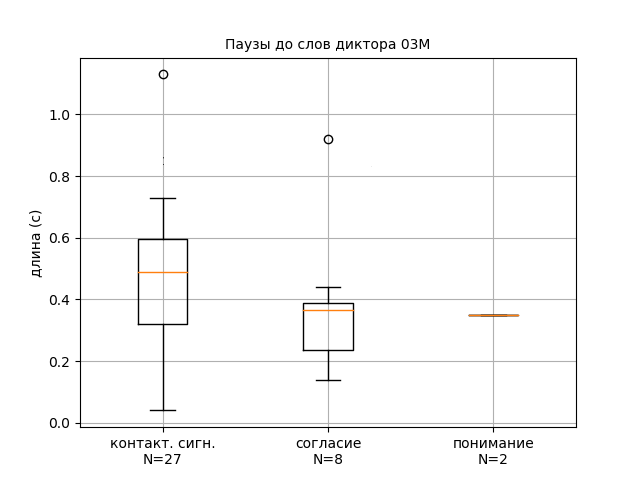 Паузы до слов диктора 03М
длина (с)
1.0
0.8
0.6
0.4
0.2
0.0
контакт. сигн.
N=27
согласие
N=8
понимание
N=2